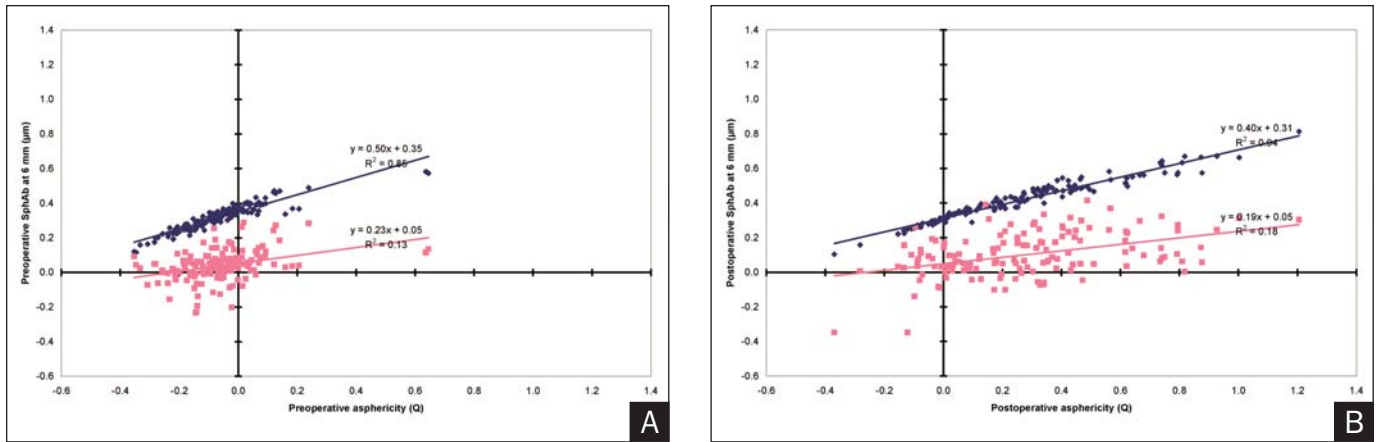 1.4
1.2
1.0
0.8
0.6
0.4
0.2
0.0
-0.2
-0.4
-0.6
Preoperative SphAb at 6 mm (µm)
y = 0.50x + 0.35
R² = 0.85
y = 0.23x + 0.05
R² = 0.13
-0.6 -0.4 -0.2 0.0 0.2 0.4 0.6 0.8 1.0 1.2 1.4
Preoperative asphericity (Q)
A
1.4
1.2
1.0
0.8
0.6
0.4
0.2
0.0
-0.2
-0.4
-0.6
Postoperative SphAb at 6 mm (µm)
y = 0.40x + 0.31
R² = 0.94
y = 0.19x + 0.05
R² = 0.18
-0.6 -0.4 -0.2 0.0 0.2 0.4 0.6 0.8 1.0 1.2 1.4
Postoperative asphericity (Q)
B